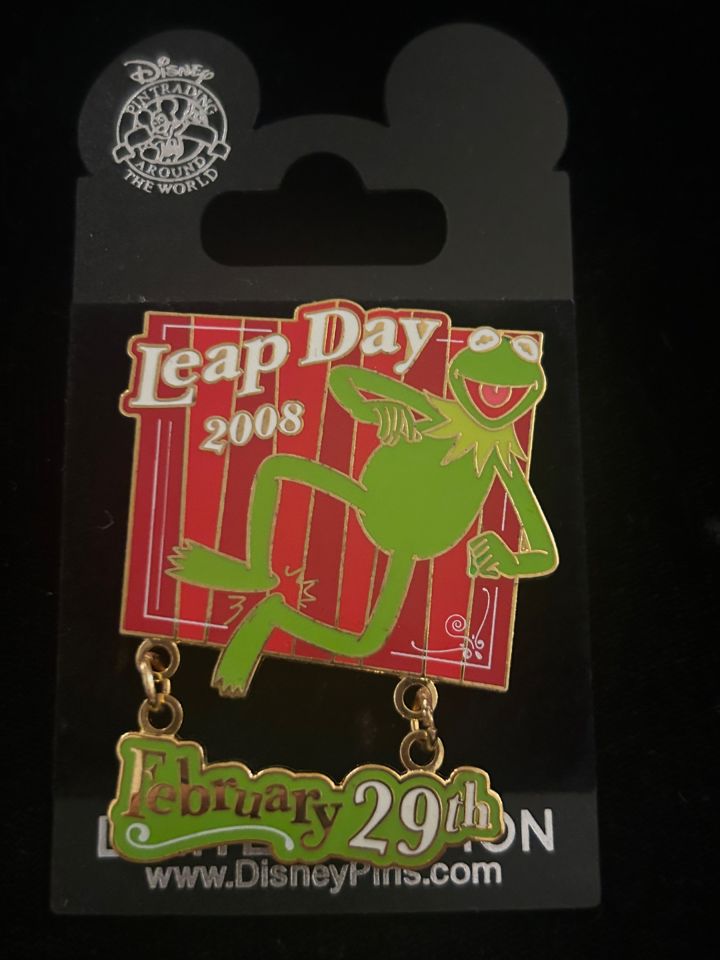 Disney
PIN TRADING
AROUND
THE WORLD
Leap Day
2008
February 29th
www.DisneyPins.com